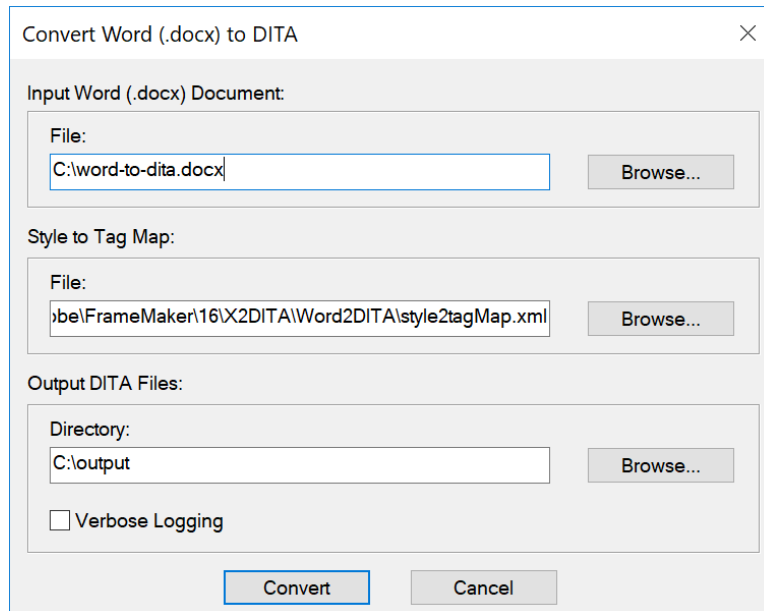 Convert Word (.docx) to DITA
Input Word (.docx) Document:
File:
C:\word-to-dita.docx
Browse...
Style to Tag Map:
File:
obe\FrameMaker\16\X2DITA\Word2DITA\style2tagMap.xml
Browse...
Output DITA Files:
Directory:
C:\output
Browse...
Verbose Logging
Convert Cancel